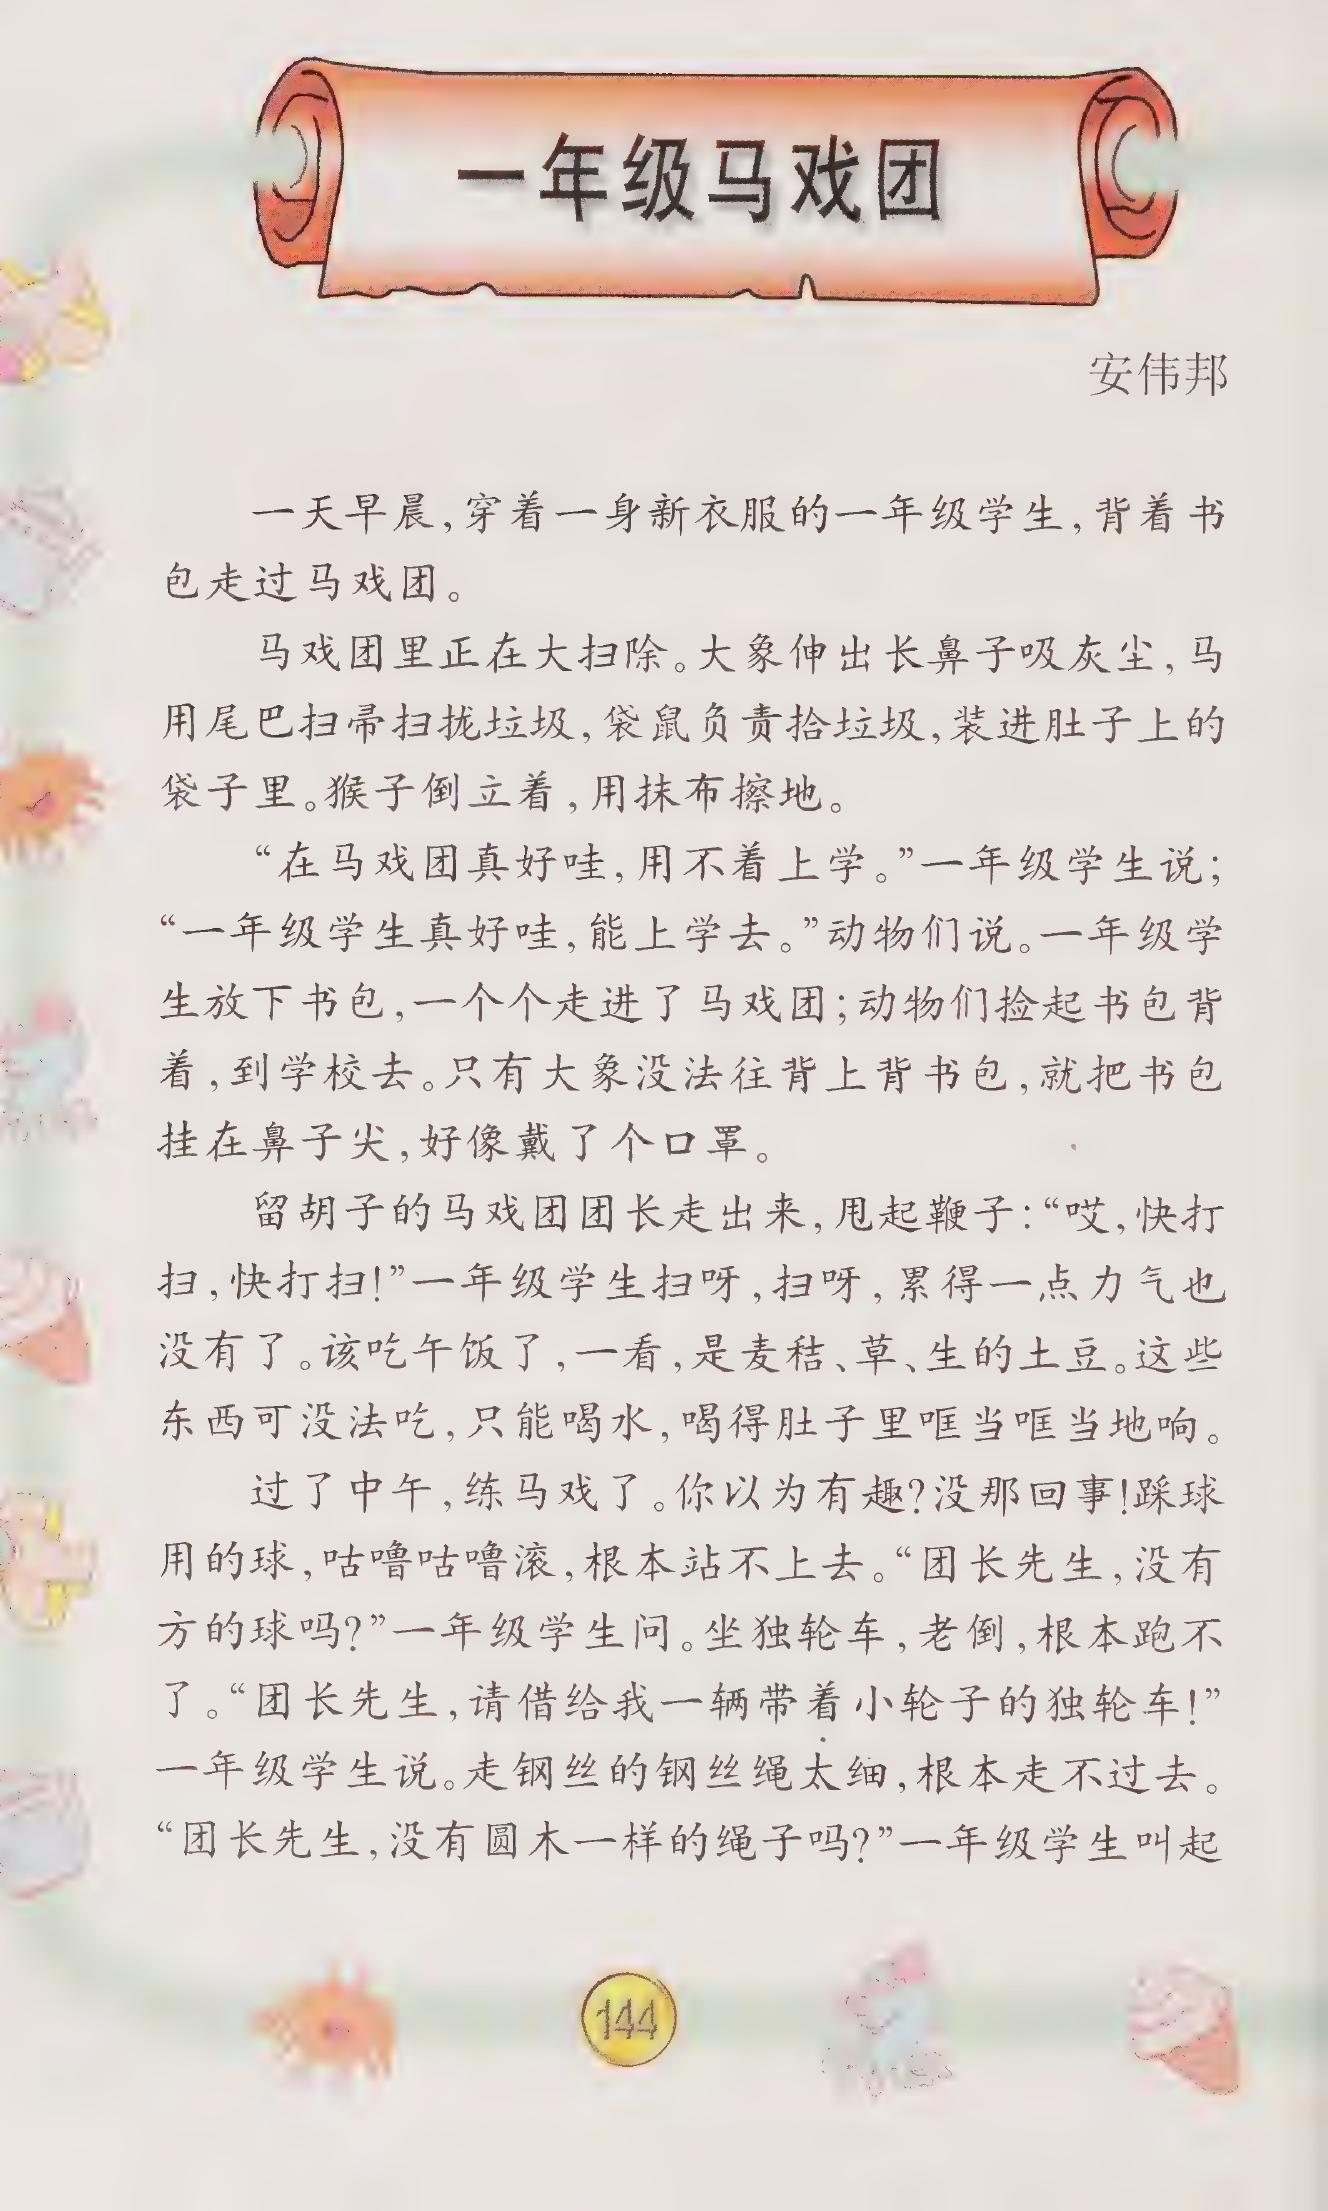 一年级马戏团
安伟邦
一天早晨,穿着一身新衣服的一年级学生,背着书
包走过马戏团。
马戏团里正在大扫除。大象伸出长鼻子吸灰尘,马
用尾巴扫帚扫拢垃圾,袋鼠负责拾垃圾,装进肚子上的
袋子里。猴子倒立着,用抹布擦地。
“在马戏团真好哇,用不着上学。”一年级学生说;
“一年级学生真好哇,能上学去。”动物们说。一年级学
生放下书包,一个个走进了马戏团;动物们捡起书包背
着,到学校去。只有大象没法往背上背书包,就把书包
挂在鼻子尖,好像戴了个口罩。
留胡子的马戏团团长走出来,甩起鞭子:“哎,快打
扫,快打扫!”一年级学生扫呀,扫呀,累得一点力气也
没有了。该吃午饭了,一看,是麦秸、草、生的土豆。这些
东西可没法吃,只能喝水,喝得肚子里哐当哐当地响。
过了中午,练马戏了。你以为有趣?没那回事!踩球
用的球,咕噜咕噜滚,根本站不上去。“团长先生,没有
方的球吗?”一年级学生问。坐独轮车,老倒,根本跑不
了。“团长先生,请借给我一辆带着小轮子的独轮车!”
一年级学生说。走钢丝的钢丝绳太细,根本走不过去。
“团长先生,没有圆木一样的绳子吗?”一年级学生叫起
144